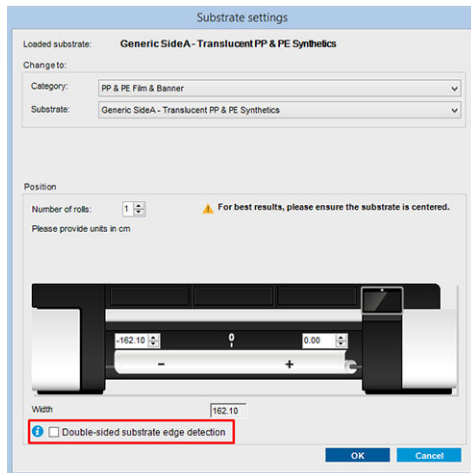 Substrate settings
Loaded substrate: Generic SideA - Translucent PP & PE Synthetics
Change to:
Category: PP & PE Film & Banner
Substrate: Generic SideA - Translucent PP & PE Synthetics
Position
Number of rolls: 1 For best results, please ensure the substrate is centered.
Please provide units in cm
-162.10 0 0.00
- +
Width 162.10
Double-sided substrate edge detection
OK Cancel